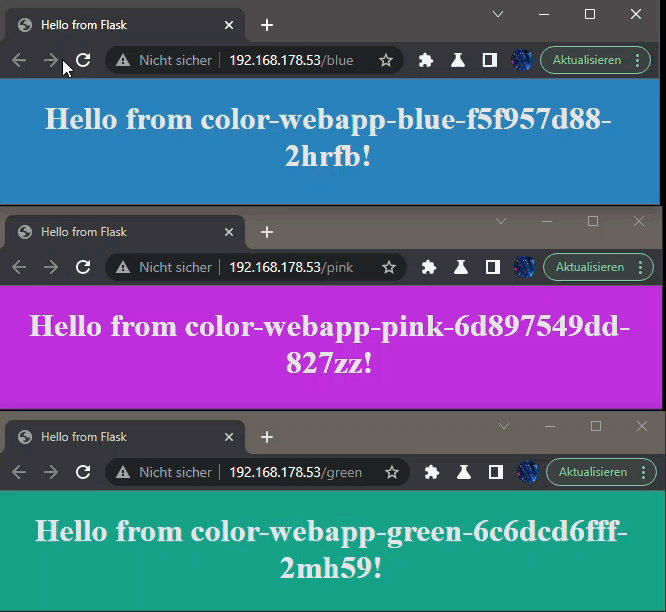 Hello from Flask
Nicht sicher 192.168.178.53/blue Aktualisieren
Hello from color-webapp-blue-f5f957d88-
2hrfb!
Hello from Flask
Nicht sicher 192.168.178.53/pink Aktualisieren
Hello from color-webapp-pink-6d897549dd-
827zz!
Hello from Flask
Nicht sicher 192.168.178.53/green Aktualisieren
Hello from color-webapp-green-6c6dcd6fff-
2mh59!